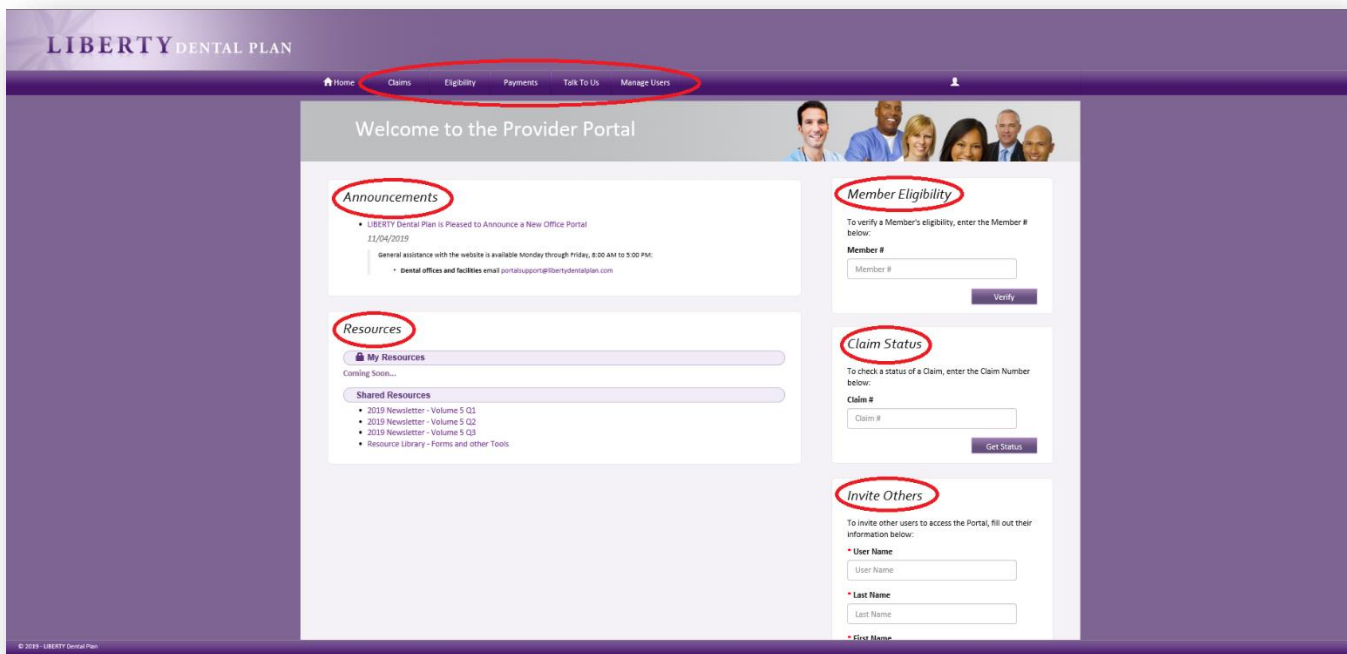 LIBERTY DENTAL PLAN
Home Claims Eligibility Payments Talk To Us Manage Users
Welcome to the Provider Portal
Announcements
LIBERTY Dental Plan is Pleased to Announce a New Office Portal
11/04/2019
General assistance with the website is available Monday through Friday, 8:00 AM to 5:00 PM:
Dental offices and facilities email portalsupport@libertydentalplan.com
Resources
My Resources
Coming Soon...
Shared Resources
2019 Newsletter - Volume 5 Q1
2019 Newsletter - Volume 5 Q2
2019 Newsletter - Volume 5 Q3
Resource Library - Forms and other Tools
Member Eligibility
To verify a Member's eligibility, enter the Member #
below:
Member #
Member #
Verify
Claim Status
To check a status of a Claim, enter the Claim Number
below:
Claim #
Claim #
Get Status
Invite Others
To invite other users to access the Portal, fill out their
information below:
* User Name
User Name
* Last Name
Last Name
* First Name
© 2019 - LIBERTY Dental Plan